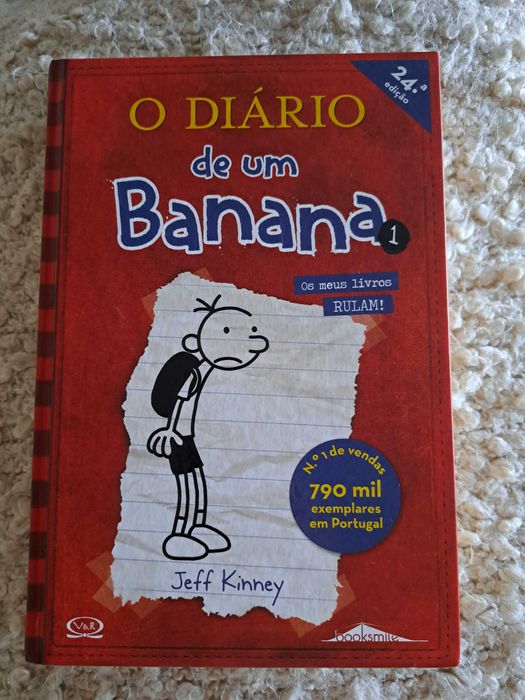 24.ª
edição
O DIÁRIO
de um
Banana
1
Os meus livros
RULAM!
N.º 1 de vendas
790 mil
exemplares
em Portugal
Jeff Kinney
V&R
booksmile